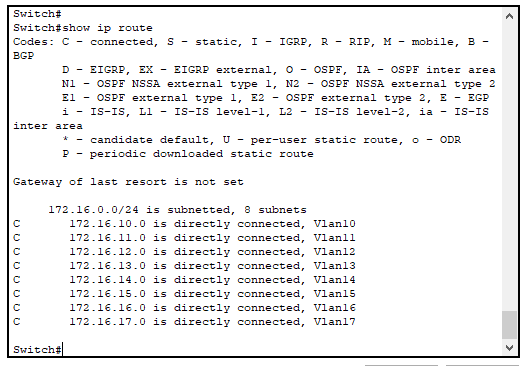 Switch#
Switch#show ip route
Codes: C - connected, S - static, I - IGRP, R - RIP, M - mobile, B -
BGP
D - EIGRP, EX - EIGRP external, O - OSPF, IA - OSPF inter area
N1 - OSPF NSSA external type 1, N2 - OSPF NSSA external type 2
E1 - OSPF external type 1, E2 - OSPF external type 2, E - EGP
i - IS-IS, L1 - IS-IS level-1, L2 - IS-IS level-2, ia - IS-IS
inter area
* - candidate default, U - per-user static route, o - ODR
P - periodic downloaded static route
Gateway of last resort is not set
172.16.0.0/24 is subnetted, 8 subnets
C 172.16.10.0 is directly connected, Vlan10
C 172.16.11.0 is directly connected, Vlan11
C 172.16.12.0 is directly connected, Vlan12
C 172.16.13.0 is directly connected, Vlan13
C 172.16.14.0 is directly connected, Vlan14
C 172.16.15.0 is directly connected, Vlan15
C 172.16.16.0 is directly connected, Vlan16
C 172.16.17.0 is directly connected, Vlan17
Switch#